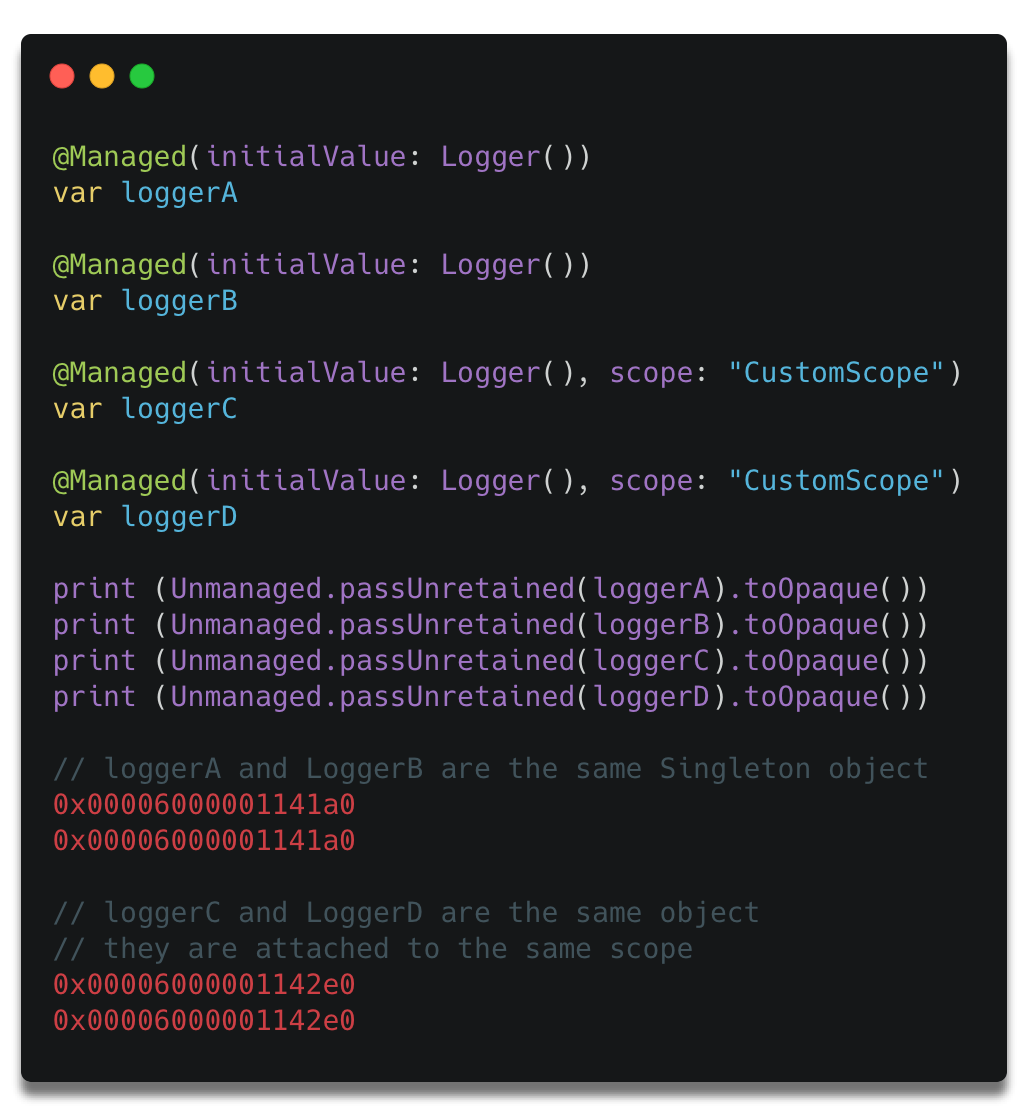 @Managed(initialValue: Logger())
var loggerA
@Managed(initialValue: Logger())
var loggerB
@Managed(initialValue: Logger(), scope: "CustomScope")
var loggerC
@Managed(initialValue: Logger(), scope: "CustomScope")
var loggerD
print (Unmanaged.passUnretained(loggerA).toOpaque())
print (Unmanaged.passUnretained(loggerB).toOpaque())
print (Unmanaged.passUnretained(loggerC).toOpaque())
print (Unmanaged.passUnretained(loggerD).toOpaque())
// loggerA and LoggerB are the same Singleton object
0x00006000001141a0
0x00006000001141a0
// loggerC and LoggerD are the same object
// they are attached to the same scope
0x00006000001142e0
0x00006000001142e0